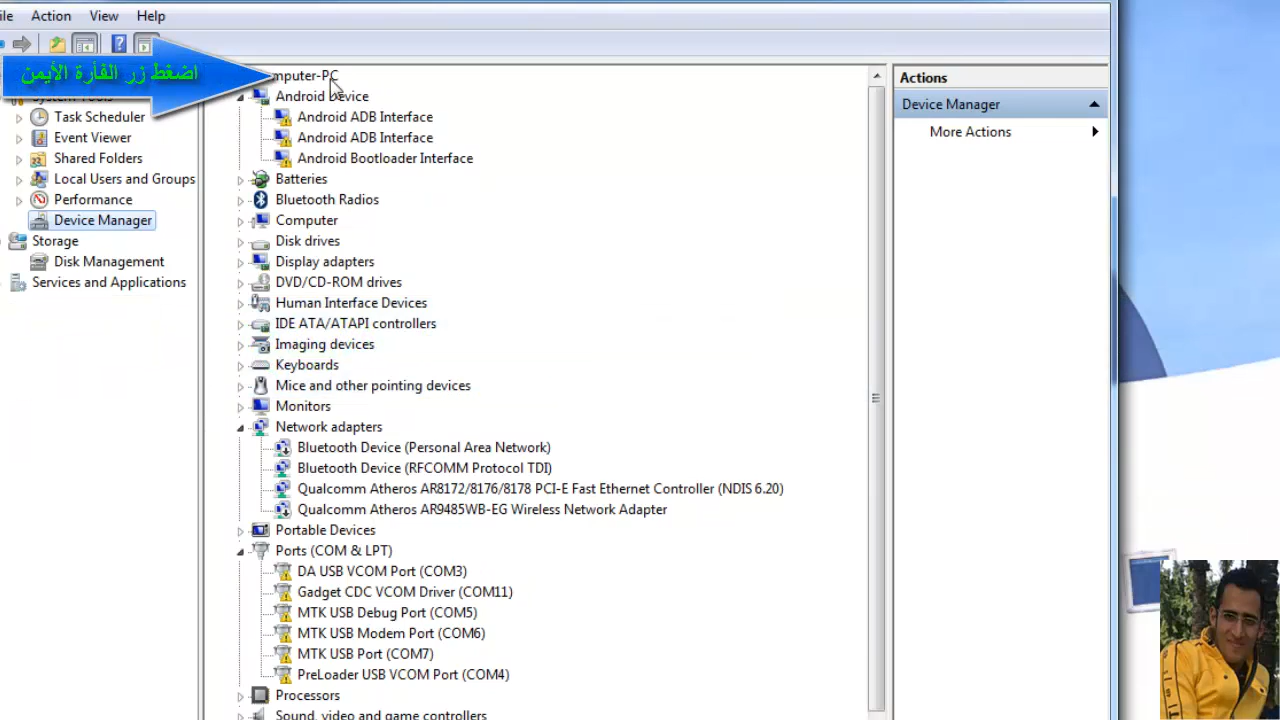 ile Action View Help
اضغط زر الفأرة الأيمن
mputer-PC
System Tools
Task Scheduler
Event Viewer
Shared Folders
Local Users and Groups
Performance
Device Manager
Storage
Disk Management
Services and Applications
Android Device
Android ADB Interface
Android ADB Interface
Android Bootloader Interface
Batteries
Bluetooth Radios
Computer
Disk drives
Display adapters
DVD/CD-ROM drives
Human Interface Devices
IDE ATA/ATAPI controllers
Imaging devices
Keyboards
Mice and other pointing devices
Monitors
Network adapters
Bluetooth Device (Personal Area Network)
Bluetooth Device (RFCOMM Protocol TDI)
Qualcomm Atheros AR8172/8176/8178 PCI-E Fast Ethernet Controller (NDIS 6.20)
Qualcomm Atheros AR9485WB-EG Wireless Network Adapter
Portable Devices
Ports (COM & LPT)
DA USB VCOM Port (COM3)
Gadget CDC VCOM Driver (COM11)
MTK USB Debug Port (COM5)
MTK USB Modem Port (COM6)
MTK USB Port (COM7)
PreLoader USB VCOM Port (COM4)
Processors
Sound, video and game controllers
Actions
Device Manager
More Actions